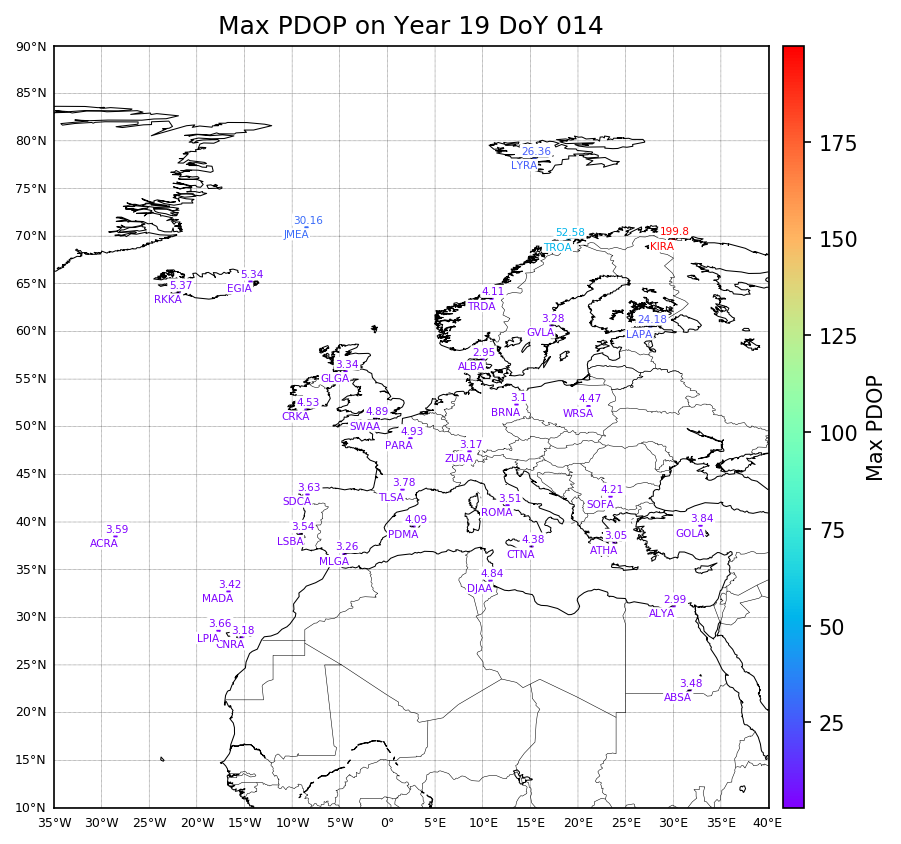 Max PDOP on Year 19 DoY 014
90°N
85°N
80°N
75°N
70°N
65°N
60°N
55°N
50°N
45°N
40°N
35°N
30°N
25°N
20°N
15°N
10°N
26.36
LYRA
30.16
JMEA
52.58
TROA
199.8
KIRA
5.34
EGIA
5.37
RKKA
4.11
TRDA
3.28
GVLA
24.18
LAPA
2.95
ALBA
3.34
GLGA
4.53
CRKA
4.89
SWAA
3.1
BRNA
4.47
WRSA
4.93
PARA
3.17
ZURA
3.63
SDCA
3.78
TLSA
3.51
ROMA
4.21
SOFA
3.59
ACRA
3.54
LSBA
4.09
PDMA
3.84
GOLA
3.26
MLGA
4.38
CTNA
3.05
ATHA
4.84
DJAA
3.42
MADA
2.99
ALYA
3.66
LPIA
3.18
CNRA
3.48
ABSA
35°W 30°W 25°W 20°W 15°W 10°W 5°W 0° 5°E 10°E 15°E 20°E 25°E 30°E 35°E 40°E
175
150
125
100
75
50
25
Max PDOP